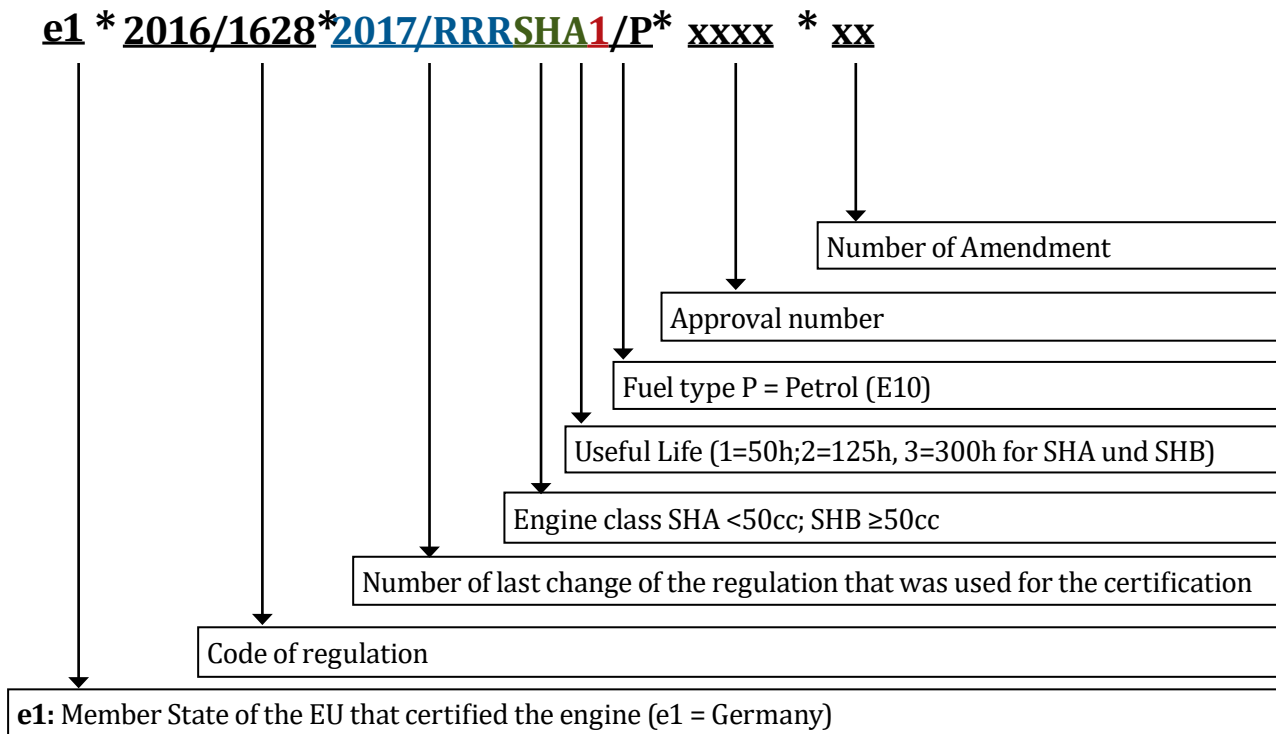 e1 * 2016/1628*2017/RRRSHA1/P* xxxx * xx
Number of Amendment
Approval number
Fuel type P = Petrol (E10)
Useful Life (1=50h;2=125h, 3=300h for SHA und SHB)
Engine class SHA <50cc; SHB ≥50cc
Number of last change of the regulation that was used for the certification
Code of regulation
e1: Member State of the EU that certified the engine (e1 = Germany)